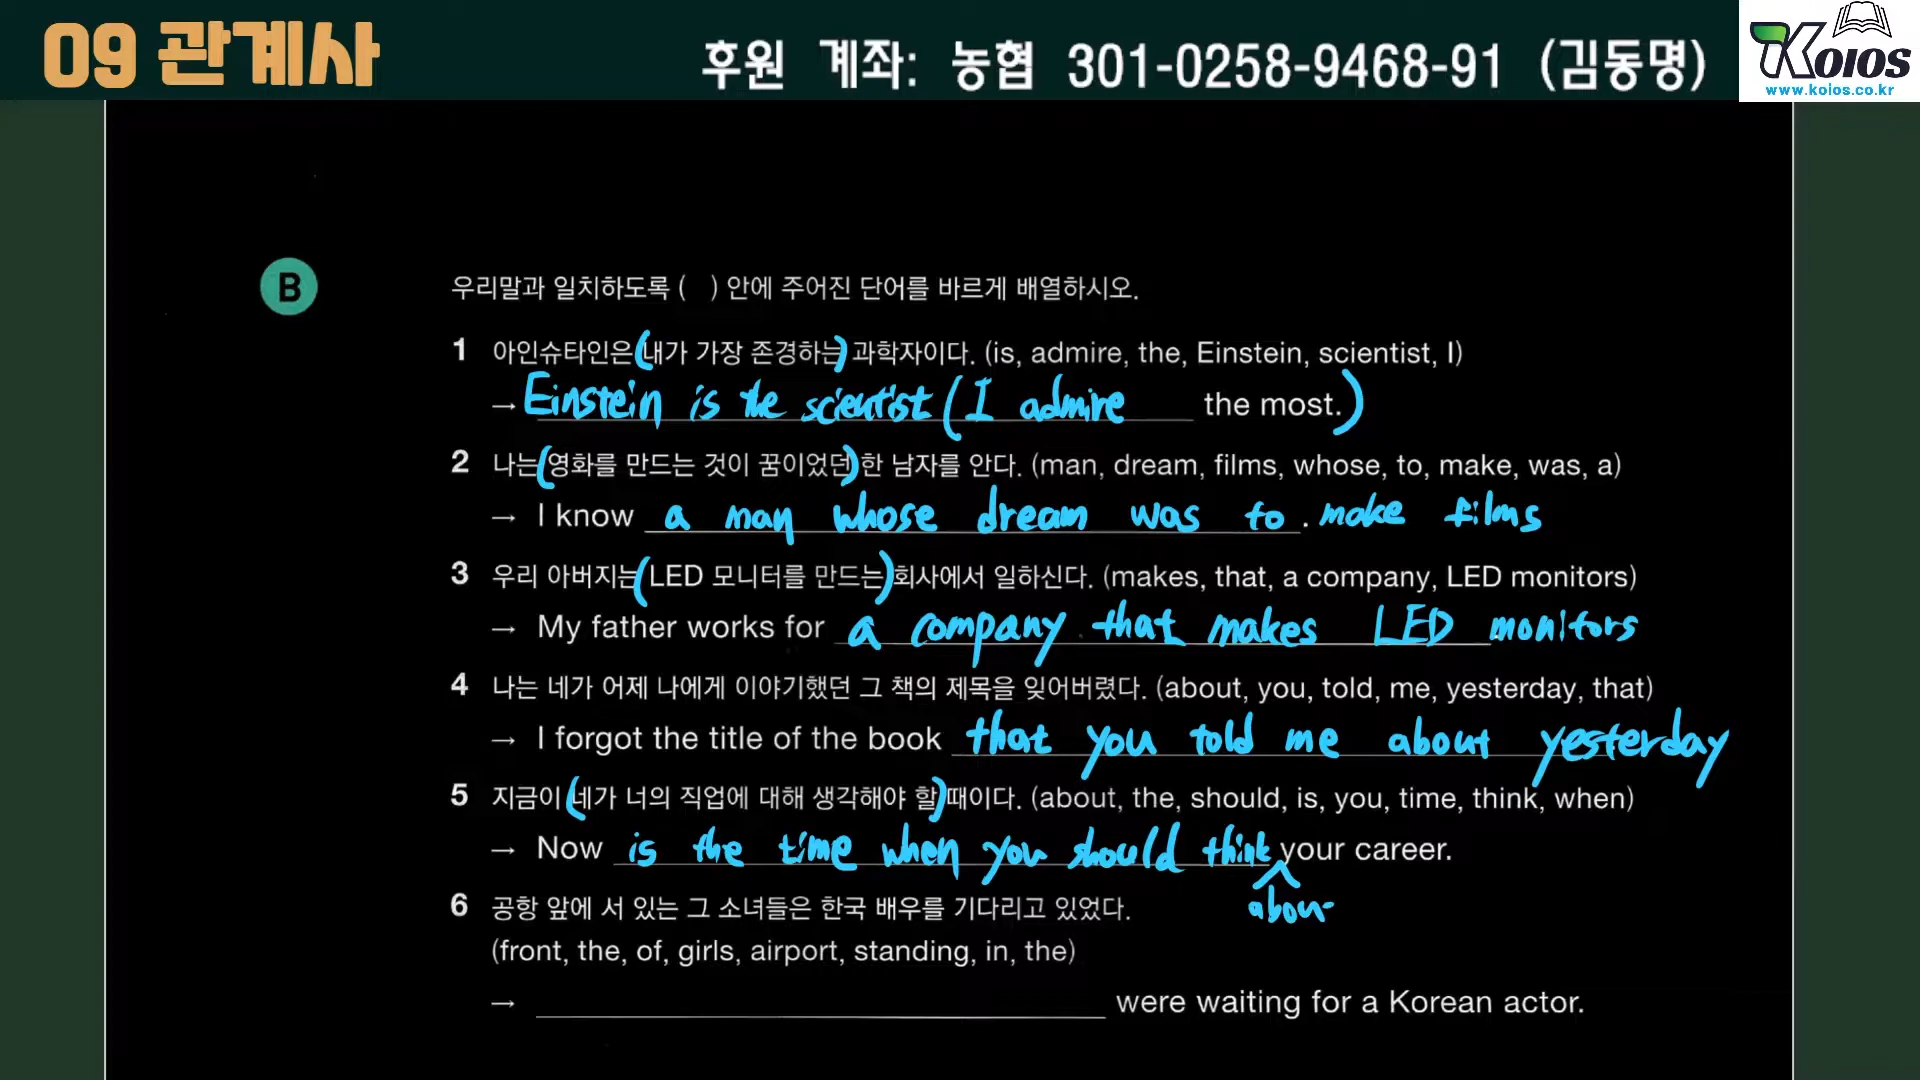 09 관계사
후원 계좌: 농협 301-0258-9468-91 (김동명)
Koios
www.koios.co.kr
B 우리말과 일치하도록 ( ) 안에 주어진 단어를 바르게 배열하시오.
1 아인슈타인은(내가 가장 존경하는)과학자이다. (is, admire, the, Einstein, scientist, I)
→ Einstein is the scientist (I admire the most.)
2 나는(영화를 만드는 것이 꿈이었던)한 남자를 안다. (man, dream, films, whose, to, make, was, a)
→ I know a man whose dream was to . make films
3 우리 아버지는(LED 모니터를 만드는)회사에서 일하신다. (makes, that, a company, LED monitors)
→ My father works for a company that makes LED monitors
4 나는 네가 어제 나에게 이야기했던 그 책의 제목을 잊어버렸다. (about, you, told, me, yesterday, that)
→ I forgot the title of the book that you told me about yesterday
5 지금이(네가 너의 직업에 대해 생각해야 할)때이다. (about, the, should, is, you, time, think, when)
→ Now is the time when you should think your career.
abou
6 공항 앞에 서 있는 그 소녀들은 한국 배우를 기다리고 있었다.
(front, the, of, girls, airport, standing, in, the)
→ were waiting for a Korean actor.